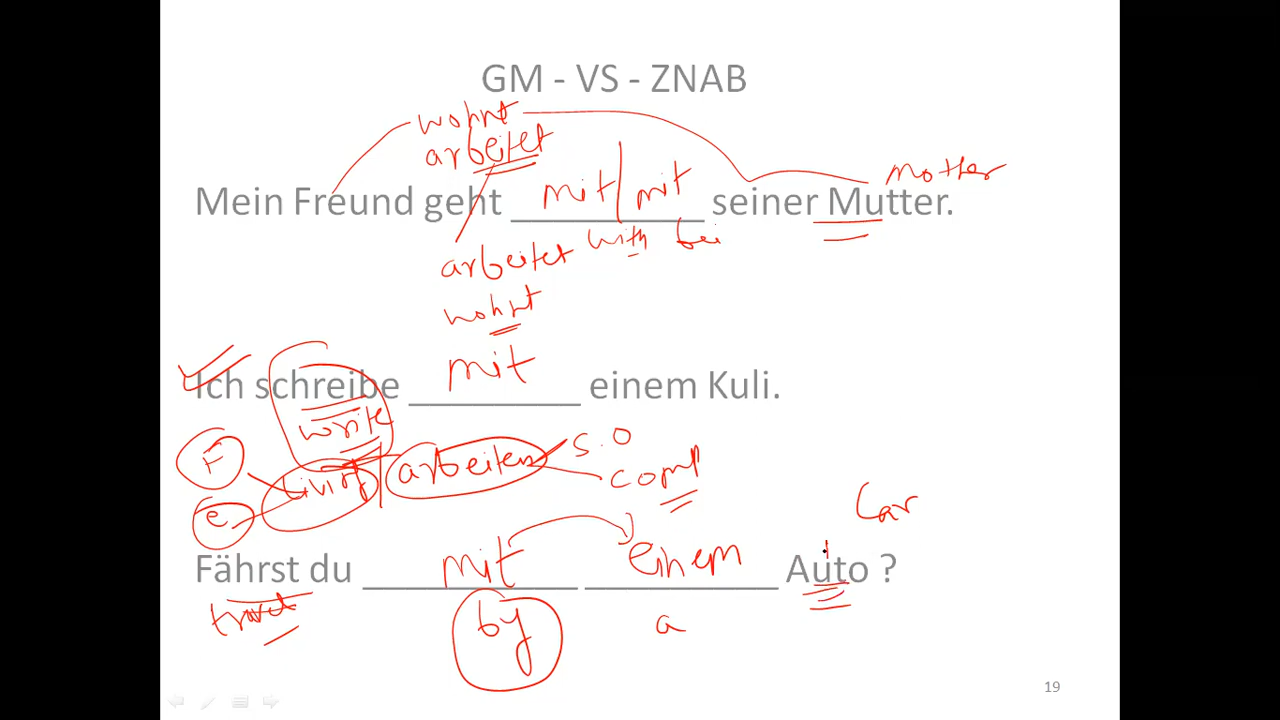 GM - VS - ZNAB
wohnt
arbeitet
Mother
Mein Freund geht mit/mit seiner Mutter.
with bei
arbeitet
wohnt
Ich schreibe mit einem Kuli.
write
F living arbeiten s.o
e comp
Car
Fährst du mit einem Auto ?
travel by a
19